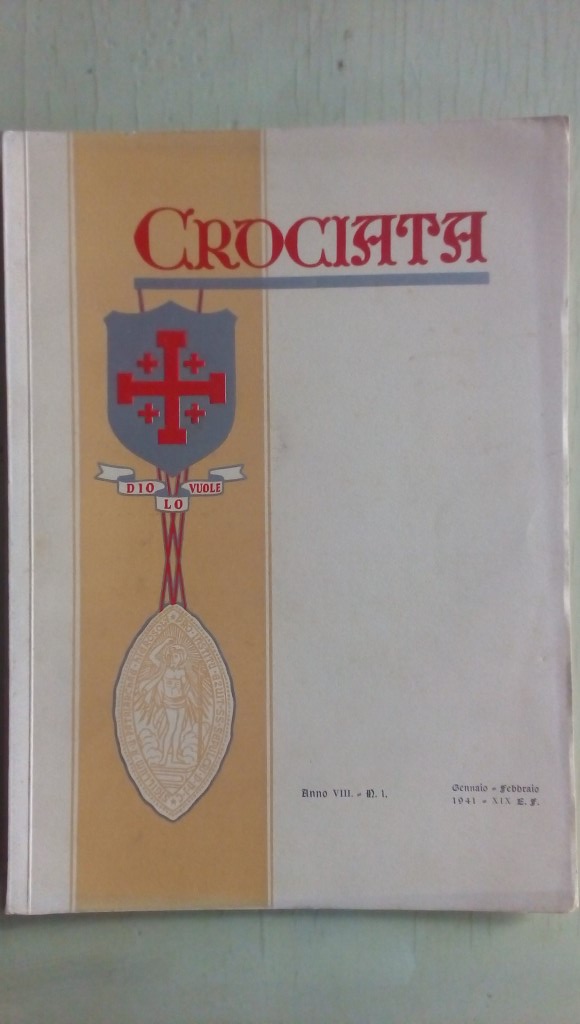 CROCIATA
DIO
LO
VUOLE
Anno VIII. - N. 1.
Gennaio - Febbraio
1941 - XIX E. F.